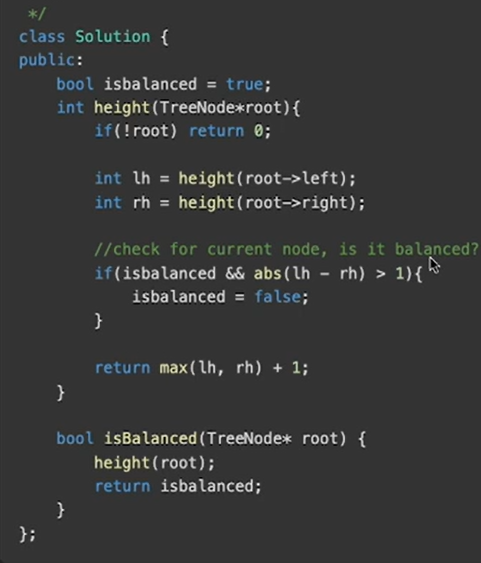 */
class Solution {
public:
    bool isbalanced = true;
    int height(TreeNode*root){
        if(!root) return 0;

        int lh = height(root->left);
        int rh = height(root->right);

        //check for current node, is it balanced?
        if(isbalanced && abs(lh - rh) > 1){
            isbalanced = false;
        }

        return max(lh, rh) + 1;
    }

    bool isBalanced(TreeNode* root) {
        height(root);
        return isbalanced;
    }
};